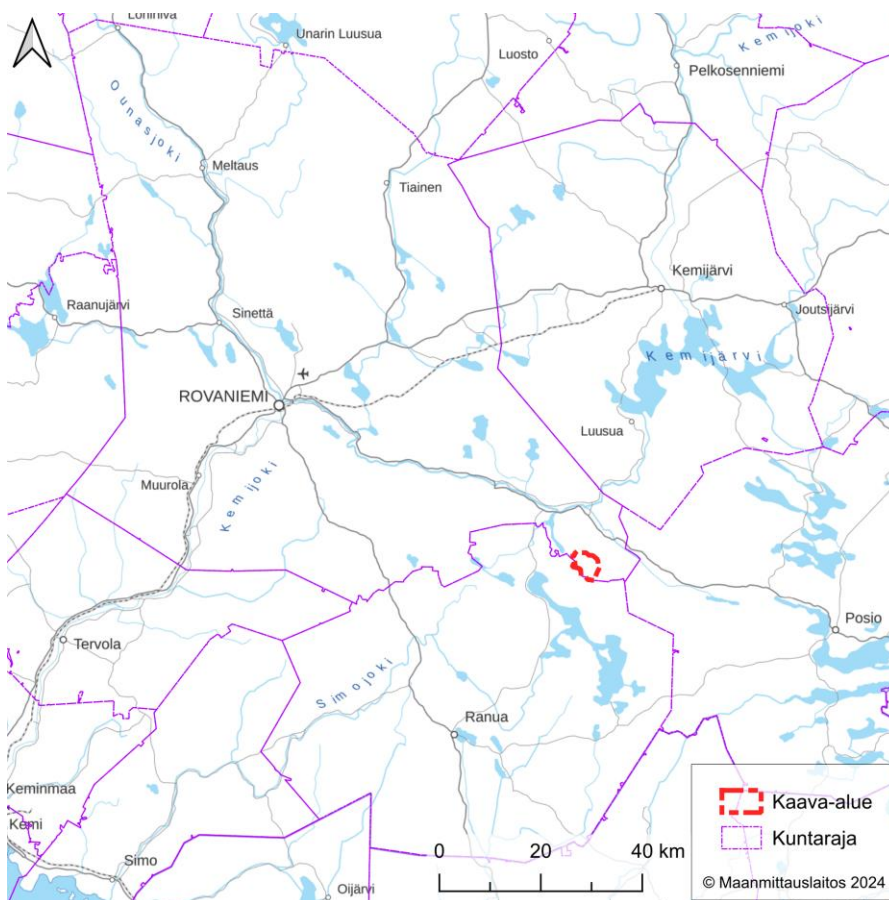 Lohiniva
Unarin Luusua
Luosto
Kemijoki
Pelkosenniemi
Ounasjoki
Meltaus
Tiainen
Kemijärvi
Raanujärvi
Sinettä
Joutsijärvi
Kemijärvi
ROVANIEMI
Luusua
Muurola
Kemijoki
Posio
Tervola
Simojoki
Ranua
Keminmaa
Kemi
Simo
Oijärvi
Kaava-alue
Kuntaraja
0 20 40 km
© Maanmittauslaitos 2024